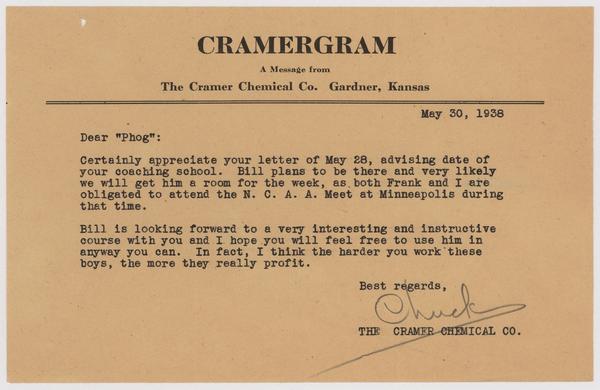 CRAMERGRAM
A Message from
The Cramer Chemical Co. Gardner, Kansas
May 30, 1938
Dear "Phog":
Certainly appreciate your letter of May 28, advising date of
your coaching school. Bill plans to be there and very likely
we will get him a room for the week, as both Frank and I are
obligated to attend the N. C. A. A. Meet at Minneapolis during
that time.
Bill is looking forward to a very interesting and instructive
course with you and I hope you will feel free to use him in
anyway you can. In fact, I think the harder you work these
boys, the more they really profit.
Best regards,
Chuck
THE CRAMER CHEMICAL CO.